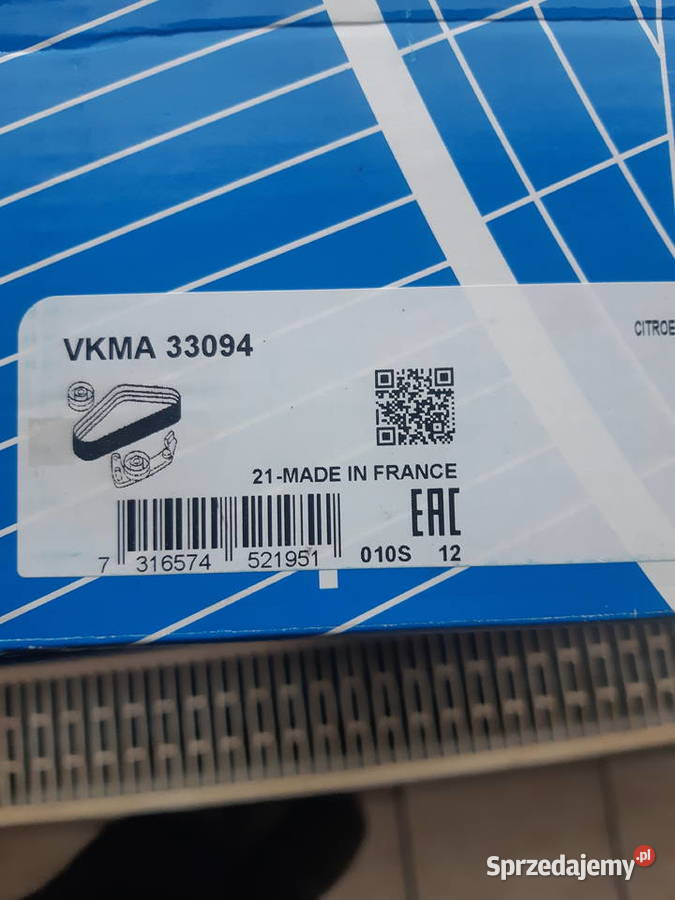 VKMA 33094
CITROE
21-MADE IN FRANCE
EAC
7 316574 521951
010S 12
Sprzedajemy.pl